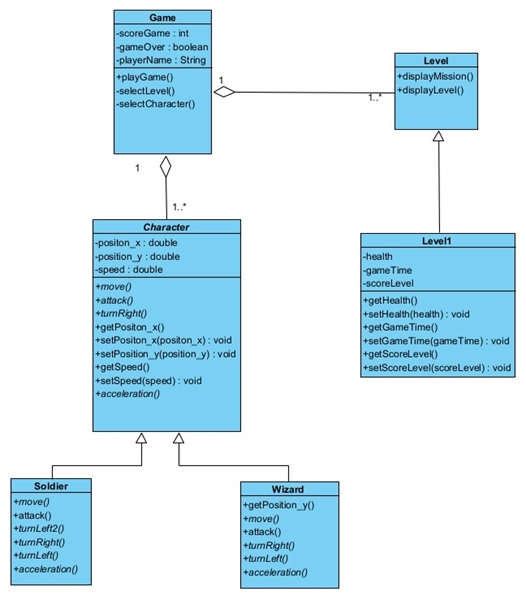 Game
-scoreGame : int
-gameOver : boolean
-playerName : String
+playGame()
-selectLevel()
-selectCharacter()
1
1..*
Level
+displayMission()
+displayLevel()
1
1..*
Character
-positon_x : double
-position_y : double
-speed : double
+move()
+attack()
+turnRight()
+getPositon_x()
+setPositon_x(positon_x) : void
+setPosition_y(position_y) : void
+getSpeed()
+setSpeed(speed) : void
+acceleration()
Level1
-health
-gameTime
-scoreLevel
+getHealth()
+setHealth(health) : void
+getGameTime()
+setGameTime(gameTime) : void
+getScoreLevel()
+setScoreLevel(scoreLevel) : void
Soldier
+move()
+attack()
+turnLeft2()
+turnRight()
+turnLeft()
+acceleration()
Wizard
+getPosition_y()
+move()
+attack()
+turnRight()
+turnLeft()
+acceleration()